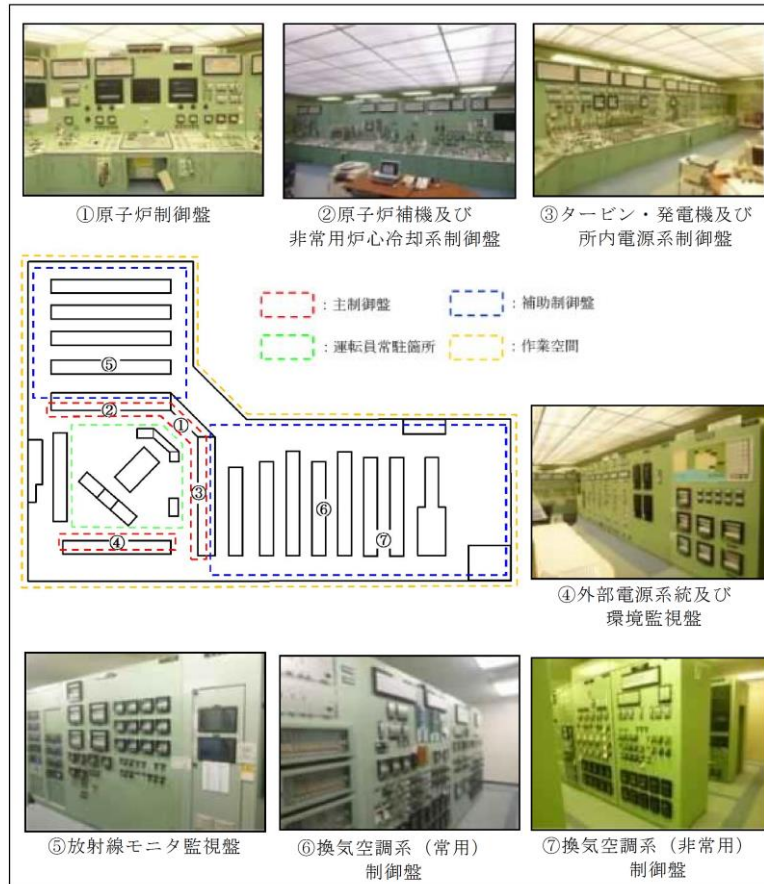 ①原子炉制御盤
②原子炉補機及び
非常用炉心冷却系制御盤
③タービン・発電機及び
所内電源系制御盤
：主制御盤
：補助制御盤
：運転員常駐箇所
：作業空間
⑤
②
①
③
⑥
④
⑦
④外部電源系統及び
環境監視盤
⑤放射線モニタ監視盤
⑥換気空調系（常用）
制御盤
⑦換気空調系（非常用）
制御盤